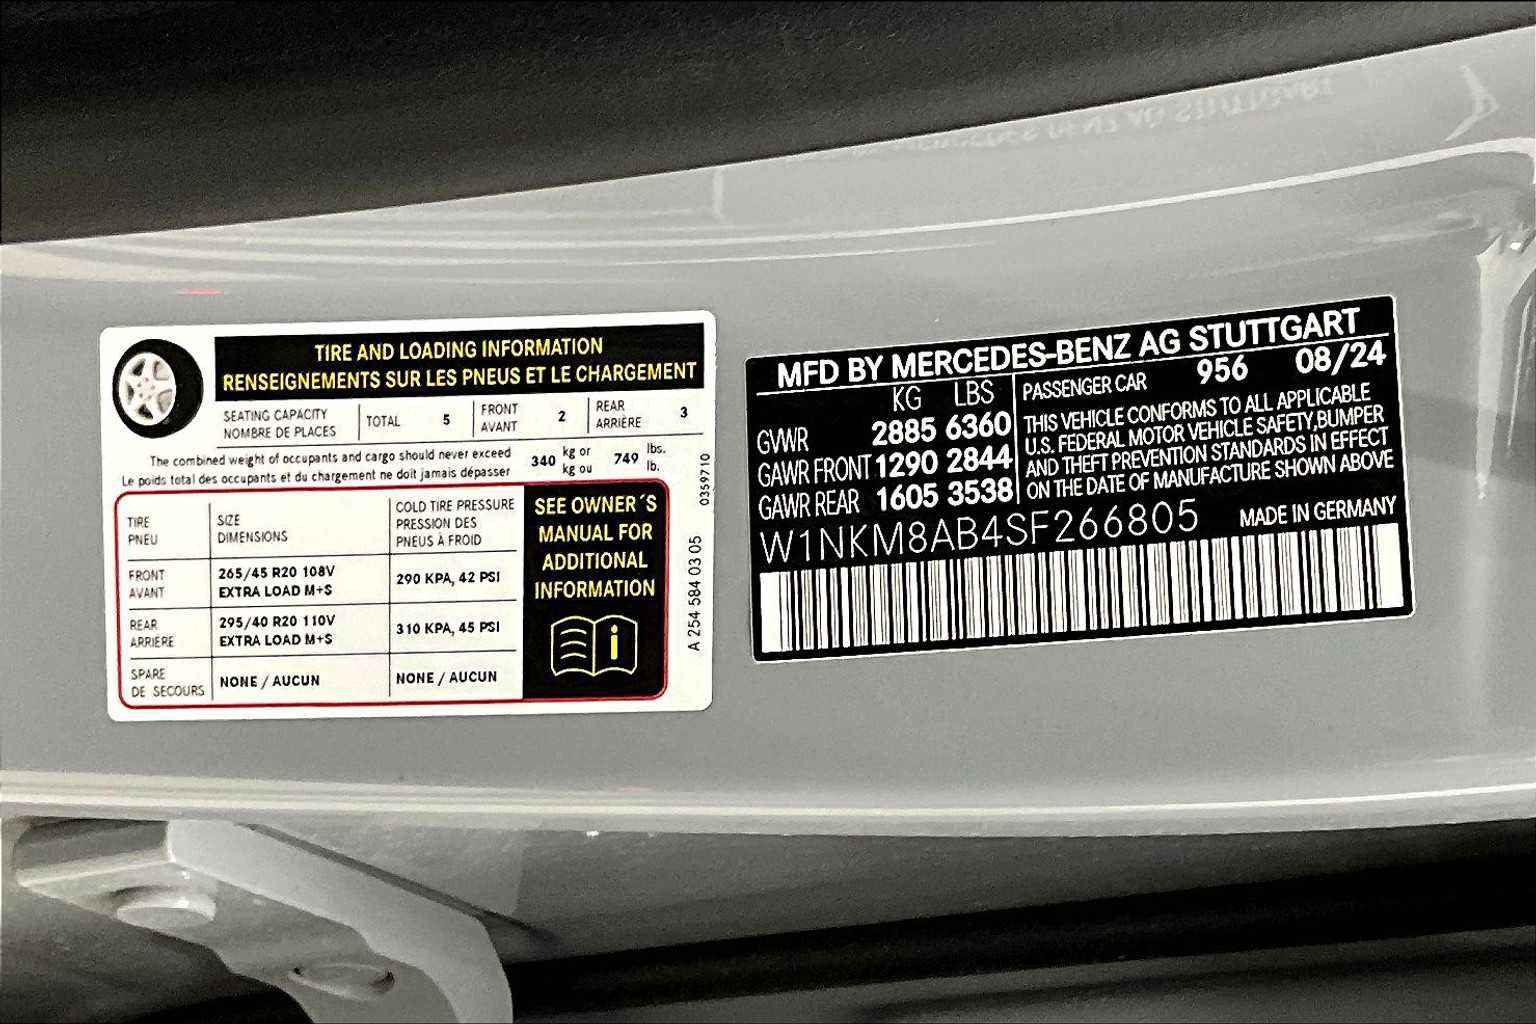 TIRE AND LOADING INFORMATION
RENSEIGNEMENTS SUR LES PNEUS ET LE CHARGEMENT
SEATING CAPACITY
NOMBRE DE PLACES
TOTAL 5
FRONT
AVANT
2
REAR
ARRIÈRE
3
The combined weight of occupants and cargo should never exceed
Le poids total des occupants et du chargement ne doit jamais dépasser
340 kg or
kg ou
749 lbs.
lb.
TIRE
PNEU
SIZE
DIMENSIONS
COLD TIRE PRESSURE
PRESSION DES
PNEUS À FROID
FRONT
AVANT
265/45 R20 108V
EXTRA LOAD M+S
290 KPA, 42 PSI
REAR
ARRIÈRE
295/40 R20 110V
EXTRA LOAD M+S
310 KPA, 45 PSI
SPARE
DE SECOURS
NONE / AUCUN
NONE / AUCUN
SEE OWNER´S
MANUAL FOR
ADDITIONAL
INFORMATION
i
0359710
A 254 584 03 05
MFD BY MERCEDES-BENZ AG STUTTGART
KG LBS
GVWR 2885 6360
GAWR FRONT 1290 2844
GAWR REAR 1605 3538
PASSENGER CAR 956 08/24
THIS VEHICLE CONFORMS TO ALL APPLICABLE
U.S. FEDERAL MOTOR VEHICLE SAFETY,BUMPER
AND THEFT PREVENTION STANDARDS IN EFFECT
ON THE DATE OF MANUFACTURE SHOWN ABOVE
W1NKM8AB4SF266805 MADE IN GERMANY